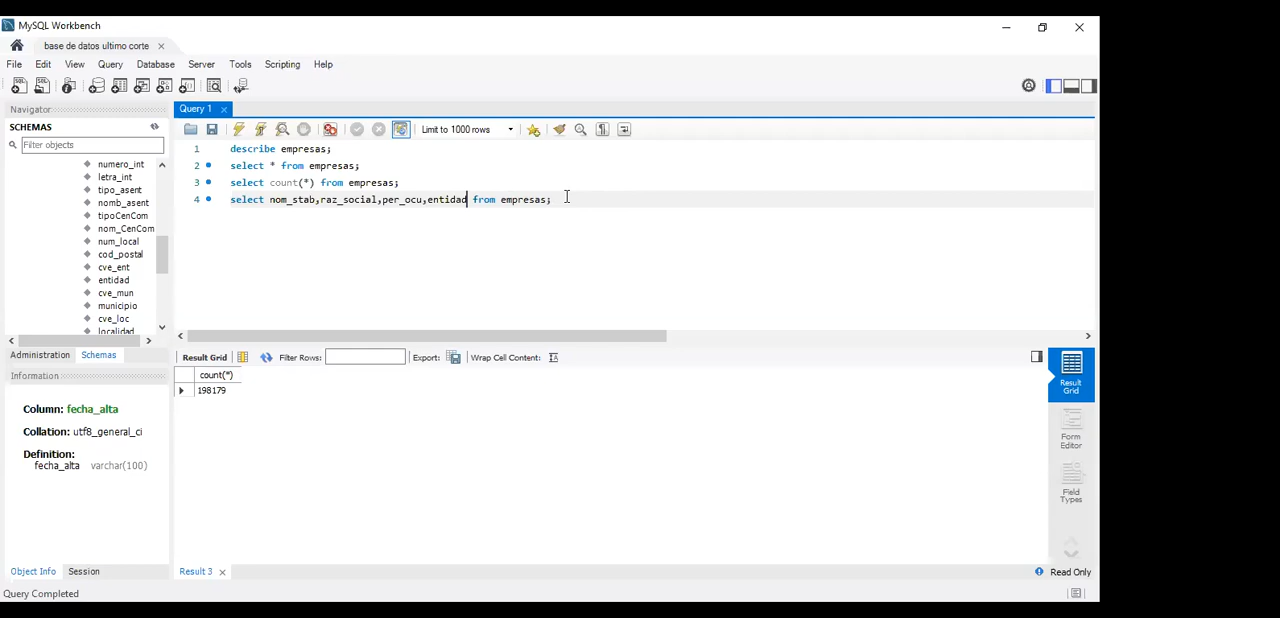 MySQL Workbench
base de datos ultimo corte
File Edit View Query Database Server Tools Scripting Help
Navigator
SCHEMAS
Filter objects
numero_int
letra_int
tipo_asent
nomb_asent
tipoCenCom
nom_CenCom
num_local
cod_postal
cve_ent
entidad
cve_mun
municipio
cve_loc
localidad
Administration Schemas
Information
Column: fecha_alta
Collation: utf8_general_ci
Definition:
fecha_alta varchar(100)
Object Info Session
Query Completed
Query 1
Limit to 1000 rows
1 describe empresas;
2 select * from empresas;
3 select count(*) from empresas;
4 select nom_stab,raz_social,per_ocu,entidad from empresas;
Result Grid Filter Rows: Export: Wrap Cell Content:
count(*)
198179
Result
Grid
Form
Editor
Field
Types
Result 3
Read Only